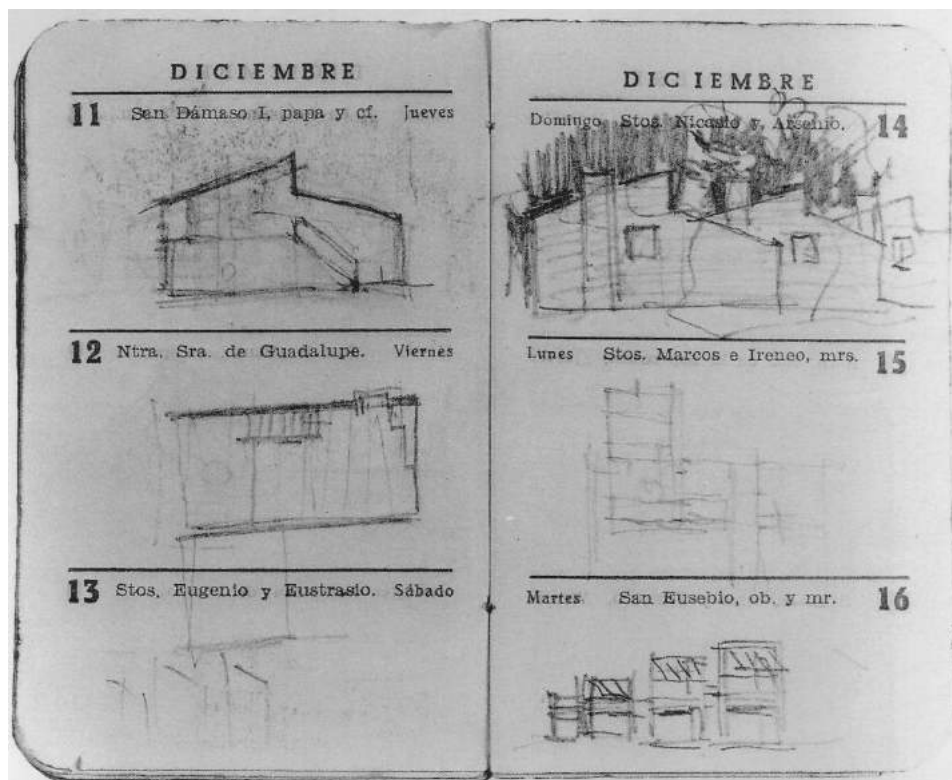 DICIEMBRE
11 San Dámaso I, papa y cf. Jueves
12 Ntra. Sra. de Guadalupe. Viernes
13 Stos. Eugenio y Eustrasio. Sábado
DICIEMBRE
Domingo Stos. Nicasio y Arsenio. 14
Lunes Stos. Marcos e Ireneo, mrs. 15
Martes San Eusebio, ob. y mr. 16